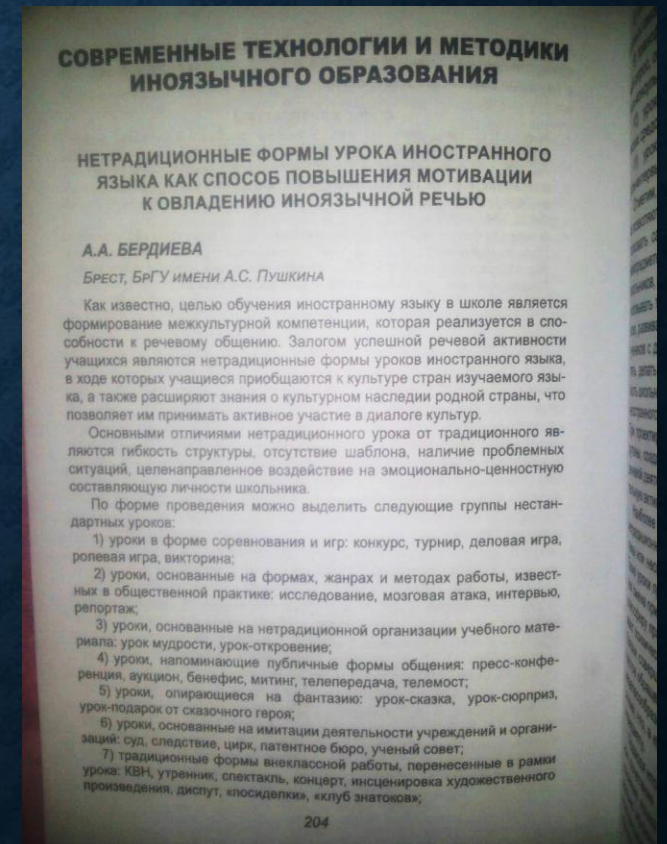 СОВРЕМЕННЫЕ ТЕХНОЛОГИИ И МЕТОДИКИ
ИНОЯЗЫЧНОГО ОБРАЗОВАНИЯ
НЕТРАДИЦИОННЫЕ ФОРМЫ УРОКА ИНОСТРАННОГО
ЯЗЫКА КАК СПОСОБ ПОВЫШЕНИЯ МОТИВАЦИИ
К ОВЛАДЕНИЮ ИНОЯЗЫЧНОЙ РЕЧЬЮ
А.А. БЕРДИЕВА
БРЕСТ, БРГУ ИМЕНИ А.С. ПУШКИНА
Как известно, целью обучения иностранному языку в школе является
формирование межкультурной компетенции, которая реализуется в спо-
собности к речевому общению. Залогом успешной речевой активности
учащихся являются нетрадиционные формы уроков иностранного языка,
в ходе которых учащиеся приобщаются к культуре стран изучаемого язы-
ка, а также расширяют знания о культурном наследии родной страны, что
позволяет им принимать активное участие в диалоге культур.
Основными отличиями нетрадиционного урока от традиционного яв-
ляются гибкость структуры, отсутствие шаблона, наличие проблемных
ситуаций, целенаправленное воздействие на эмоционально-ценностную
составляющую личности школьника.
По форме проведения можно выделить следующие группы нестан-
дартных уроков:
1) уроки в форме соревнования и игр: конкурс, турнир, деловая игра,
ролевая игра, викторина;
2) уроки, основанные на формах, жанрах и методах работы, извест-
ных в общественной практике: исследование, мозговая атака, интервью,
репортаж;
3) уроки, основанные на нетрадиционной организации учебного мате-
риала: урок мудрости, урок-откровение;
4) уроки, напоминающие публичные формы общения: пресс-конфе-
ренция, аукцион, бенефис, митинг, телепередача, телемост;
5) уроки, опирающиеся на фантазию: урок-сказка, урок-сюрприз,
урок-подарок от сказочного героя;
6) уроки, основанные на имитации деятельности учреждений и органи-
заций: суд, следствие, цирк, патентное бюро, ученый совет;
7) традиционные формы внеклассной работы, перенесенные в рамки
урока: КВН, утренник, спектакль, концерт, инсценировка художественного
произведения, диспут, «посиделки», «клуб знатоков»;
204